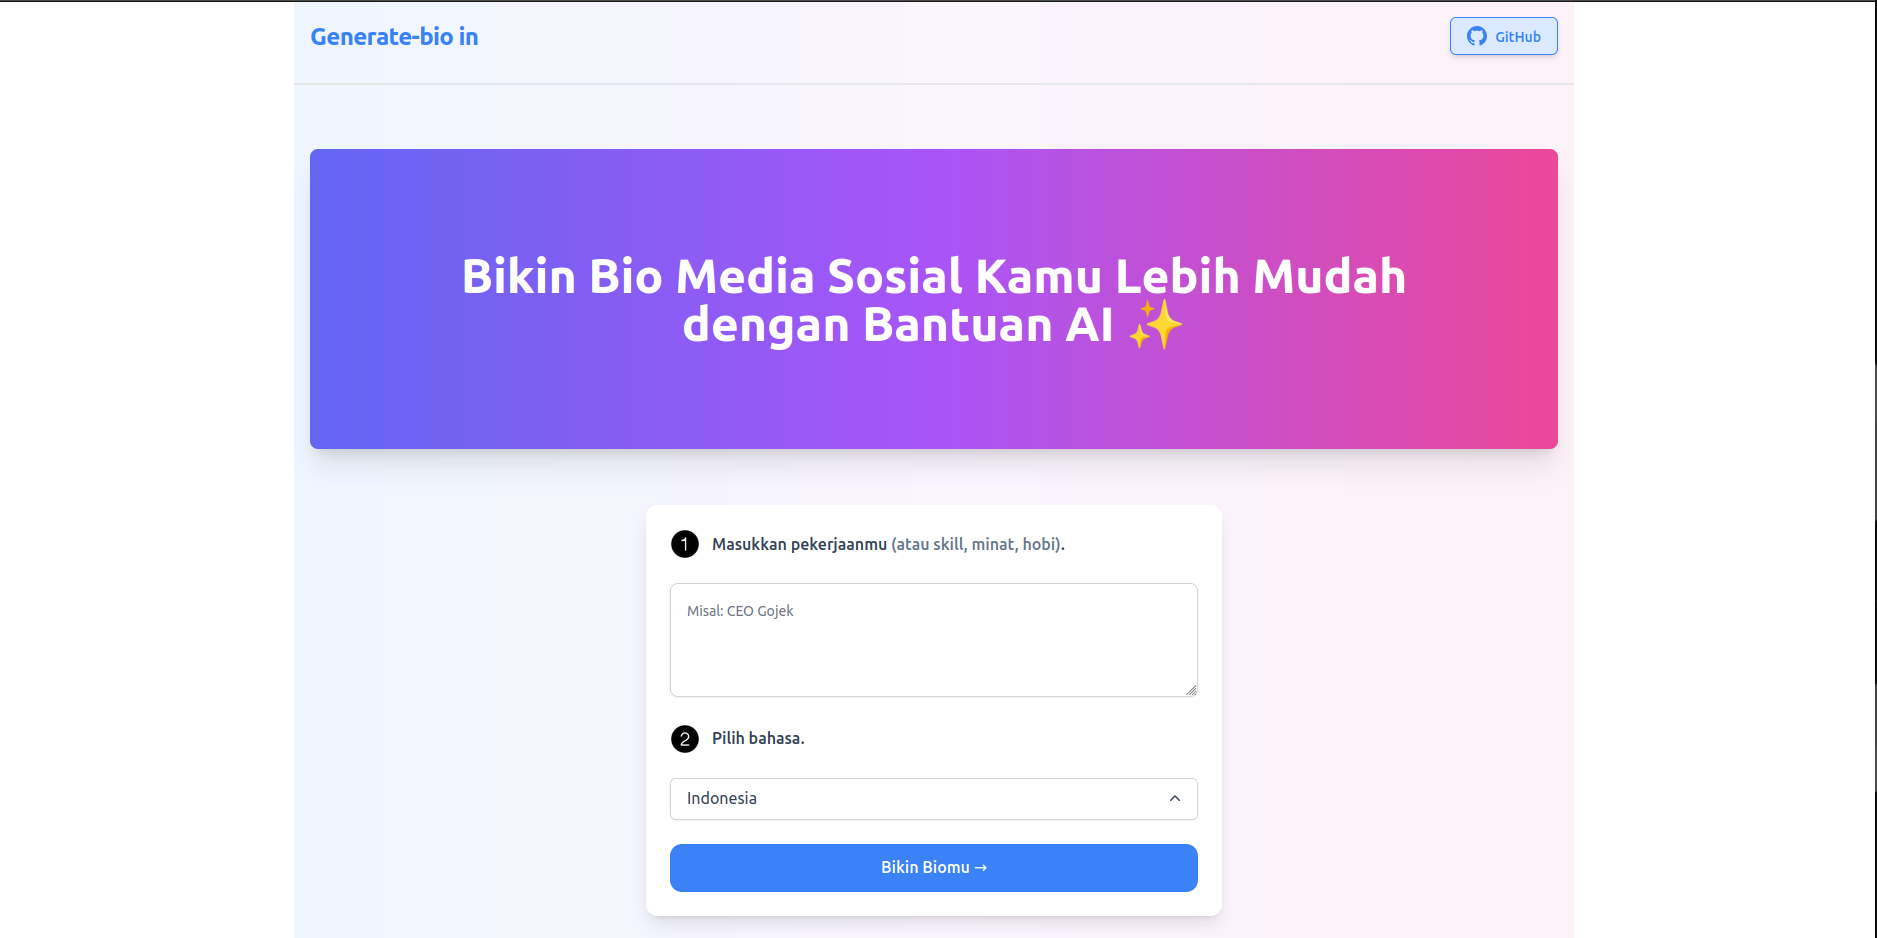 Generate-bio in
GitHub
Bikin Bio Media Sosial Kamu Lebih Mudah
dengan Bantuan AI ✨
1 Masukkan pekerjaanmu (atau skill, minat, hobi).
Misal: CEO Gojek
2 Pilih bahasa.
Indonesia
Bikin Biomu →